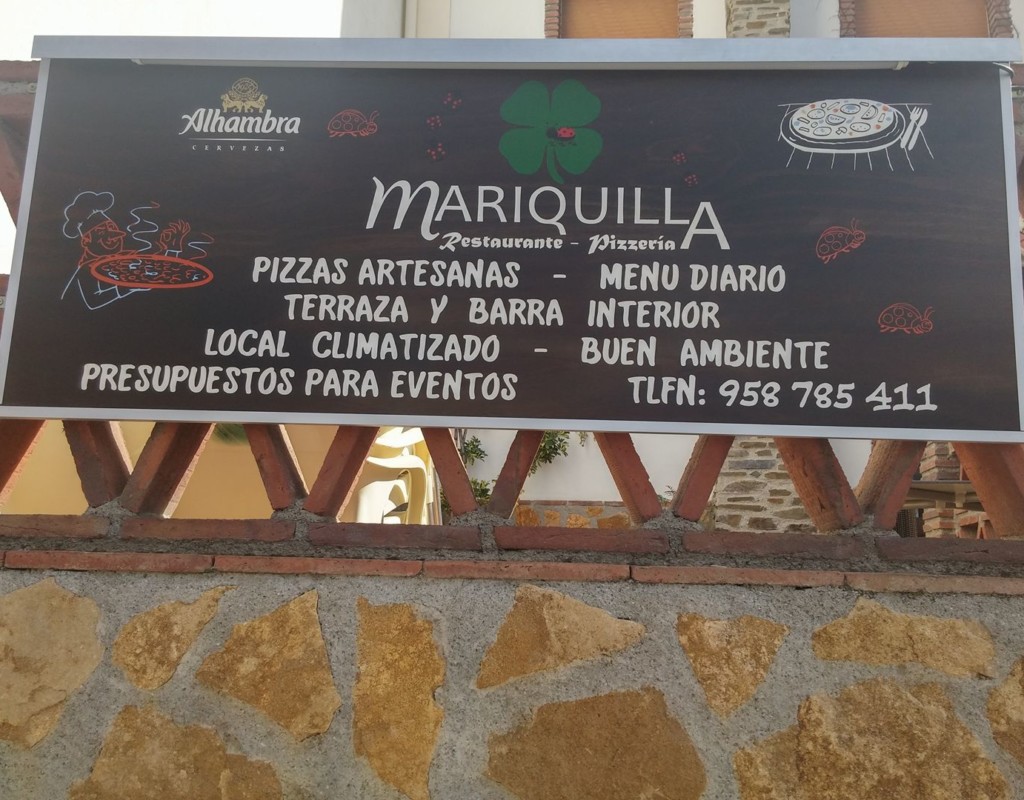 Alhambra
CERVEZAS
MARIQUILLA
Restaurante - Pizzería
PIZZAS ARTESANAS - MENU DIARIO
TERRAZA Y BARRA INTERIOR
LOCAL CLIMATIZADO - BUEN AMBIENTE
PRESUPUESTOS PARA EVENTOS TLFN: 958 785 411